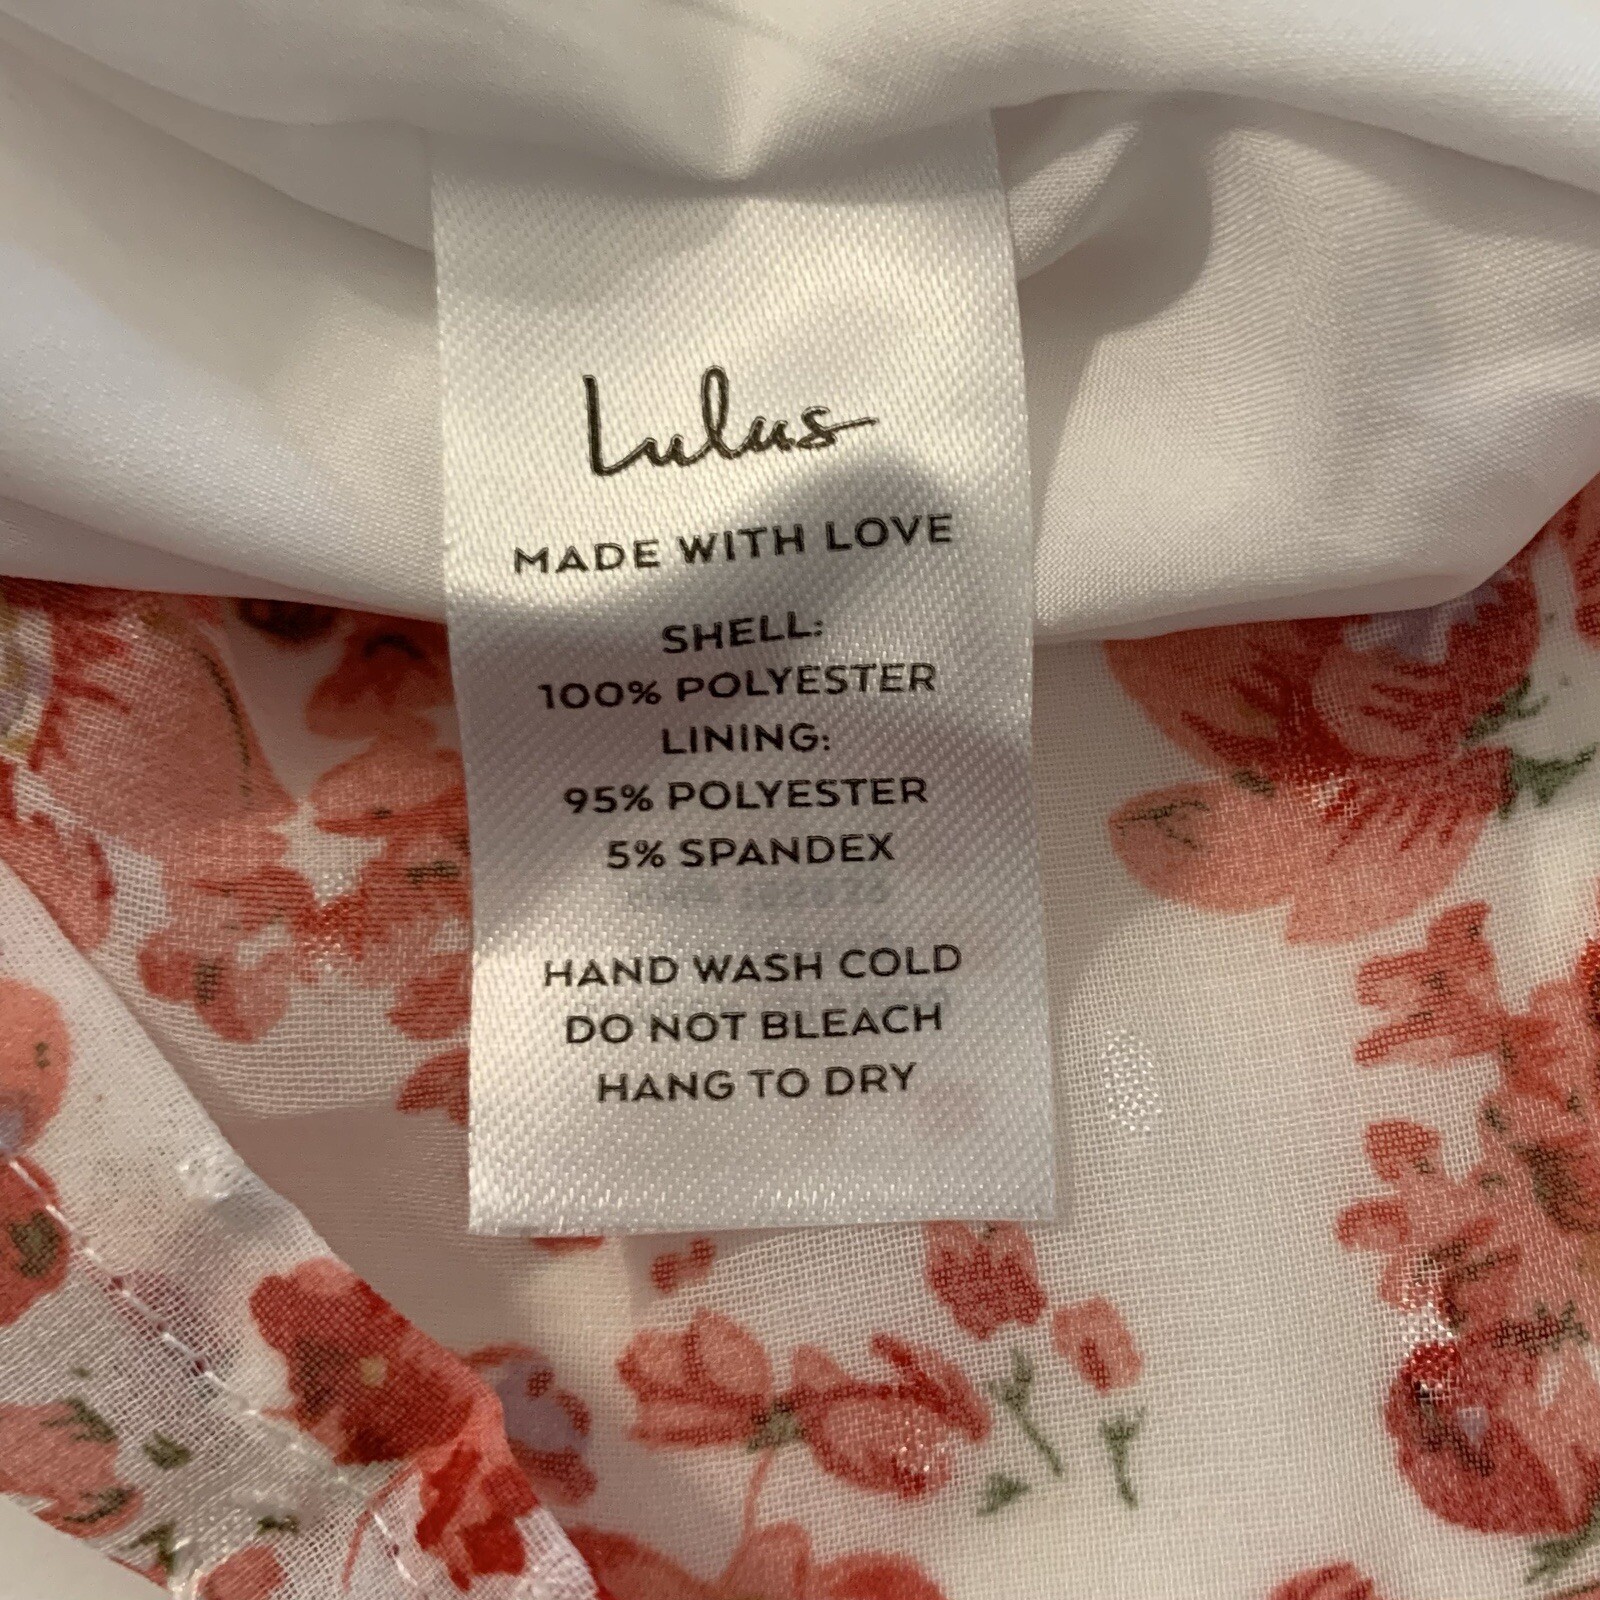 Lulus
MADE WITH LOVE
SHELL:
100% POLYESTER
LINING:
95% POLYESTER
5% SPANDEX
HAND WASH COLD
DO NOT BLEACH
HANG TO DRY